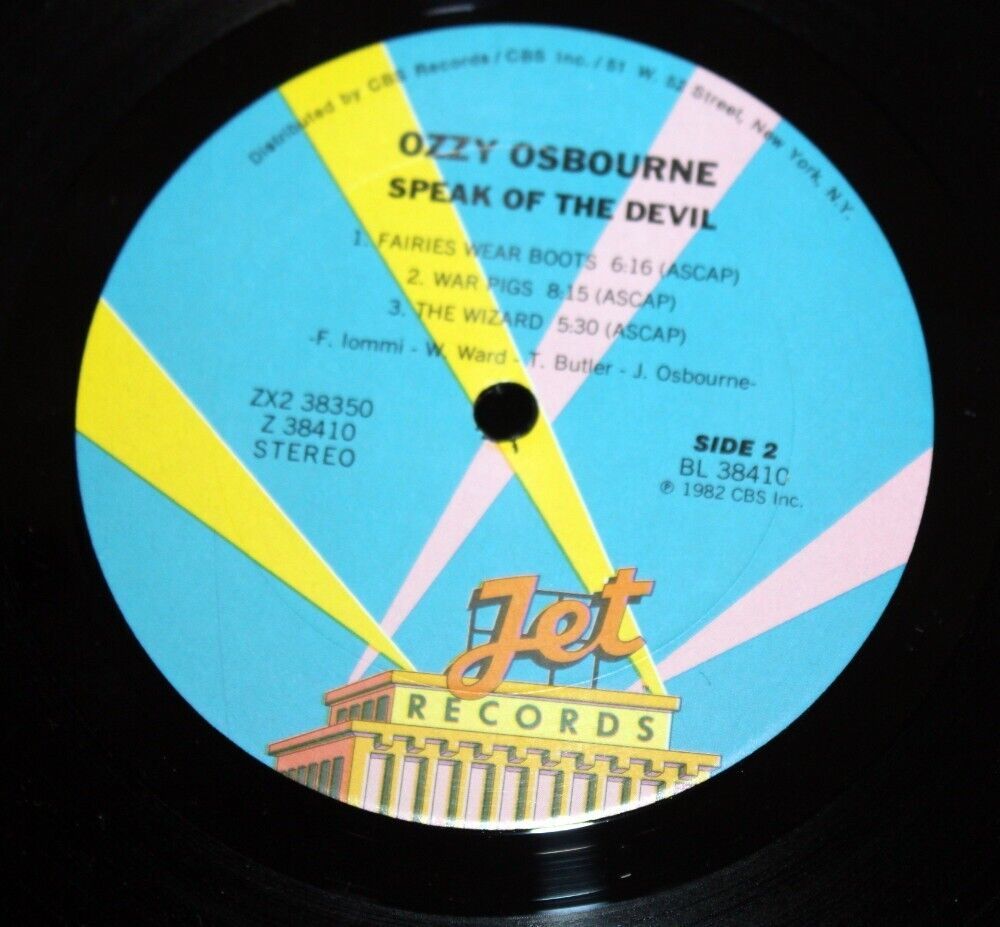 Distributed by CBS Records/CBS Inc./51 W. 52 Street, New York, N.Y.
OZZY OSBOURNE
SPEAK OF THE DEVIL
1. FAIRIES WEAR BOOTS 6:16 (ASCAP)
2. WAR PIGS 8:15 (ASCAP)
3. THE WIZARD 5:30 (ASCAP)
-F. Iommi - W. Ward - T. Butler - J. Osbourne-
ZX2 38350
Z 38410
STEREO
SIDE 2
BL 38410
℗ 1982 CBS Inc.
Jet
RECORDS